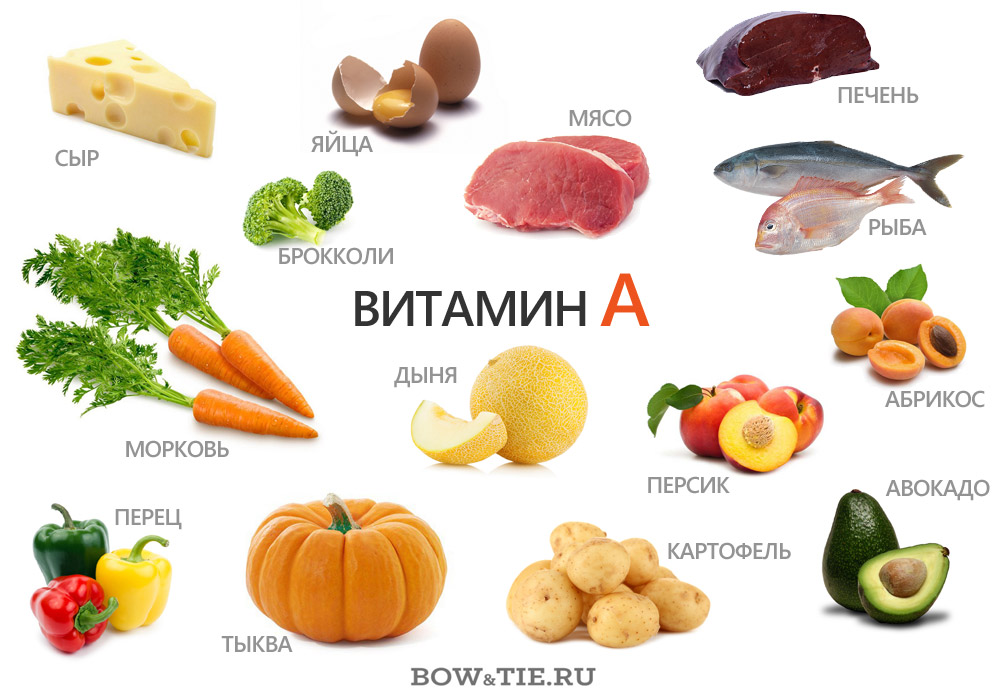 ПЕЧЕНЬ
МЯСО
ЯЙЦА
СЫР
РЫБА
БРОККОЛИ
ВИТАМИН А
ДЫНЯ
АБРИКОС
МОРКОВЬ
ПЕРСИК
АВОКАДО
ПЕРЕЦ
КАРТОФЕЛЬ
ТЫКВА
BOW&TIE.RU